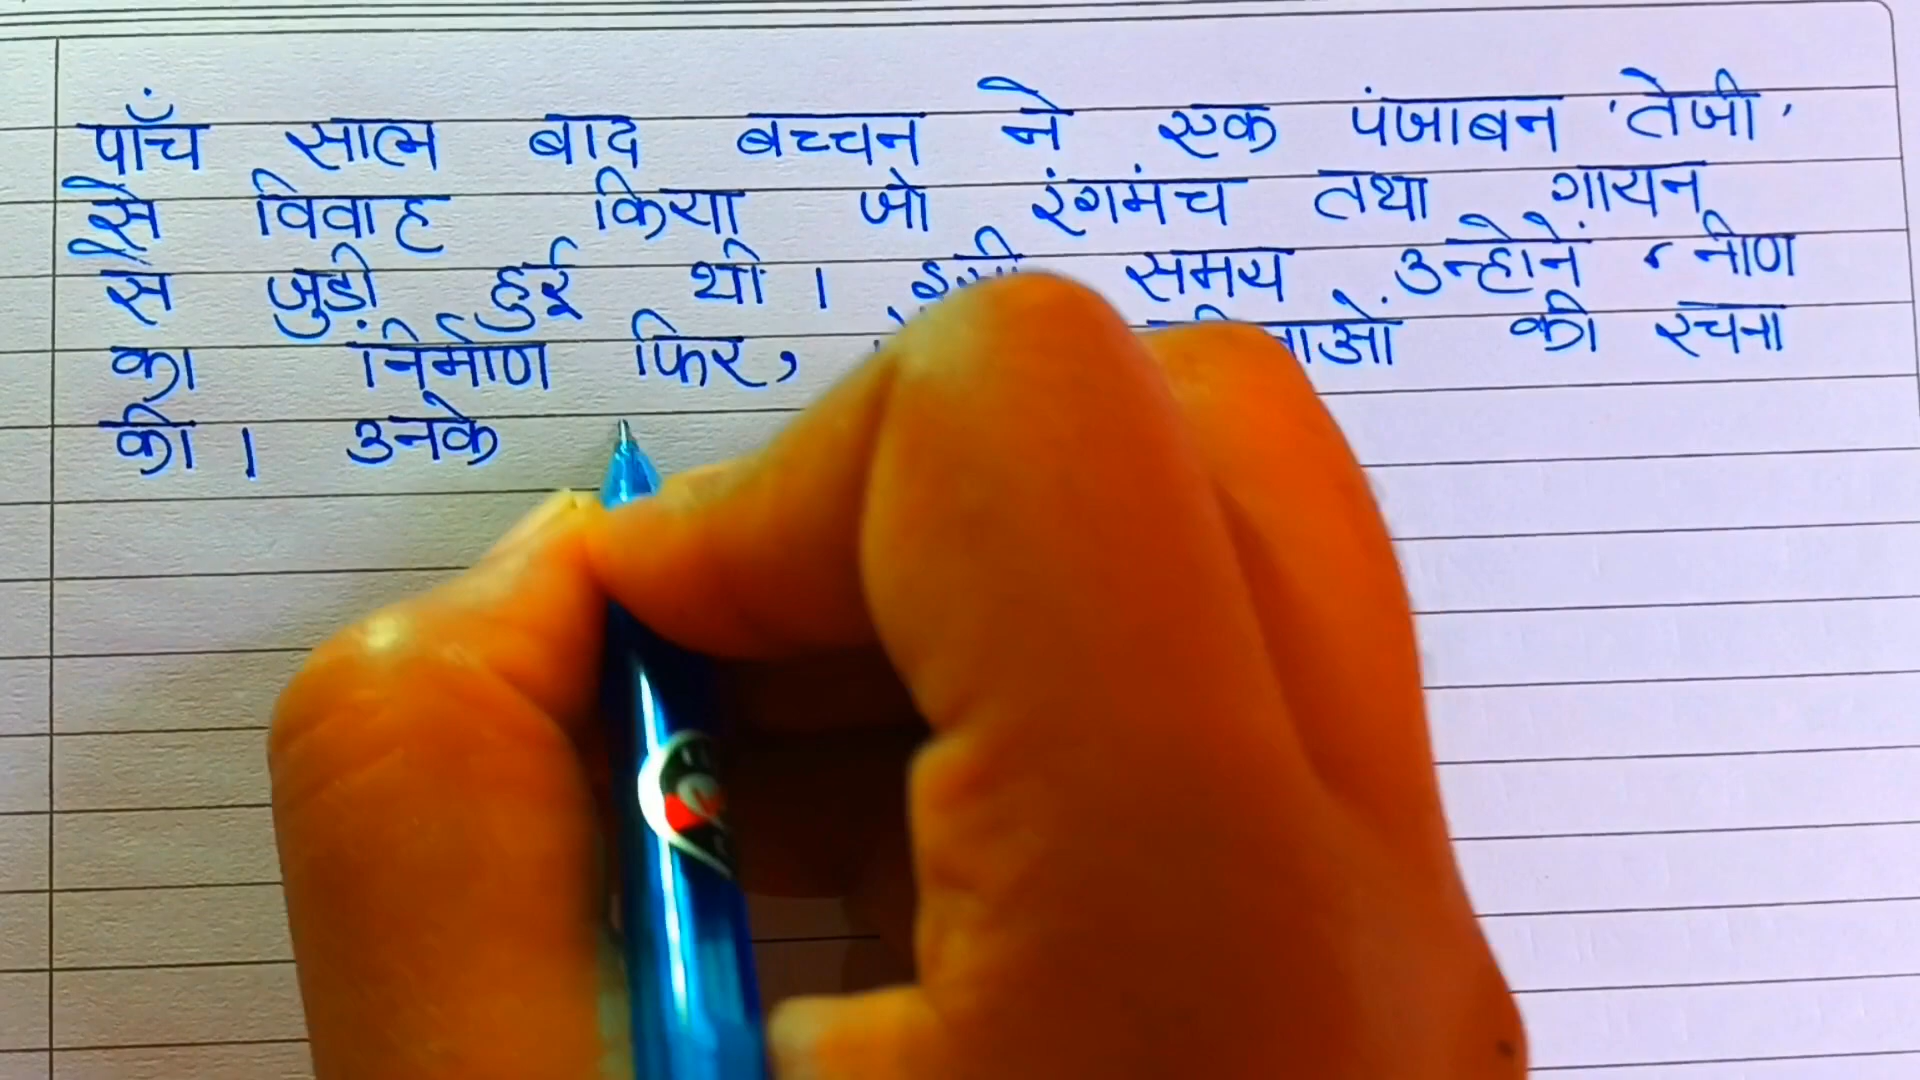 पाँच साल बाद बच्चन ने एक पंजाबन 'तेजी'
से विवाह किया जो रंगमंच तथा गायन
से जुडी हुई थी । समय उन्होनें 'नीण
का र्निमाण फिर, की रचना
की । उनके